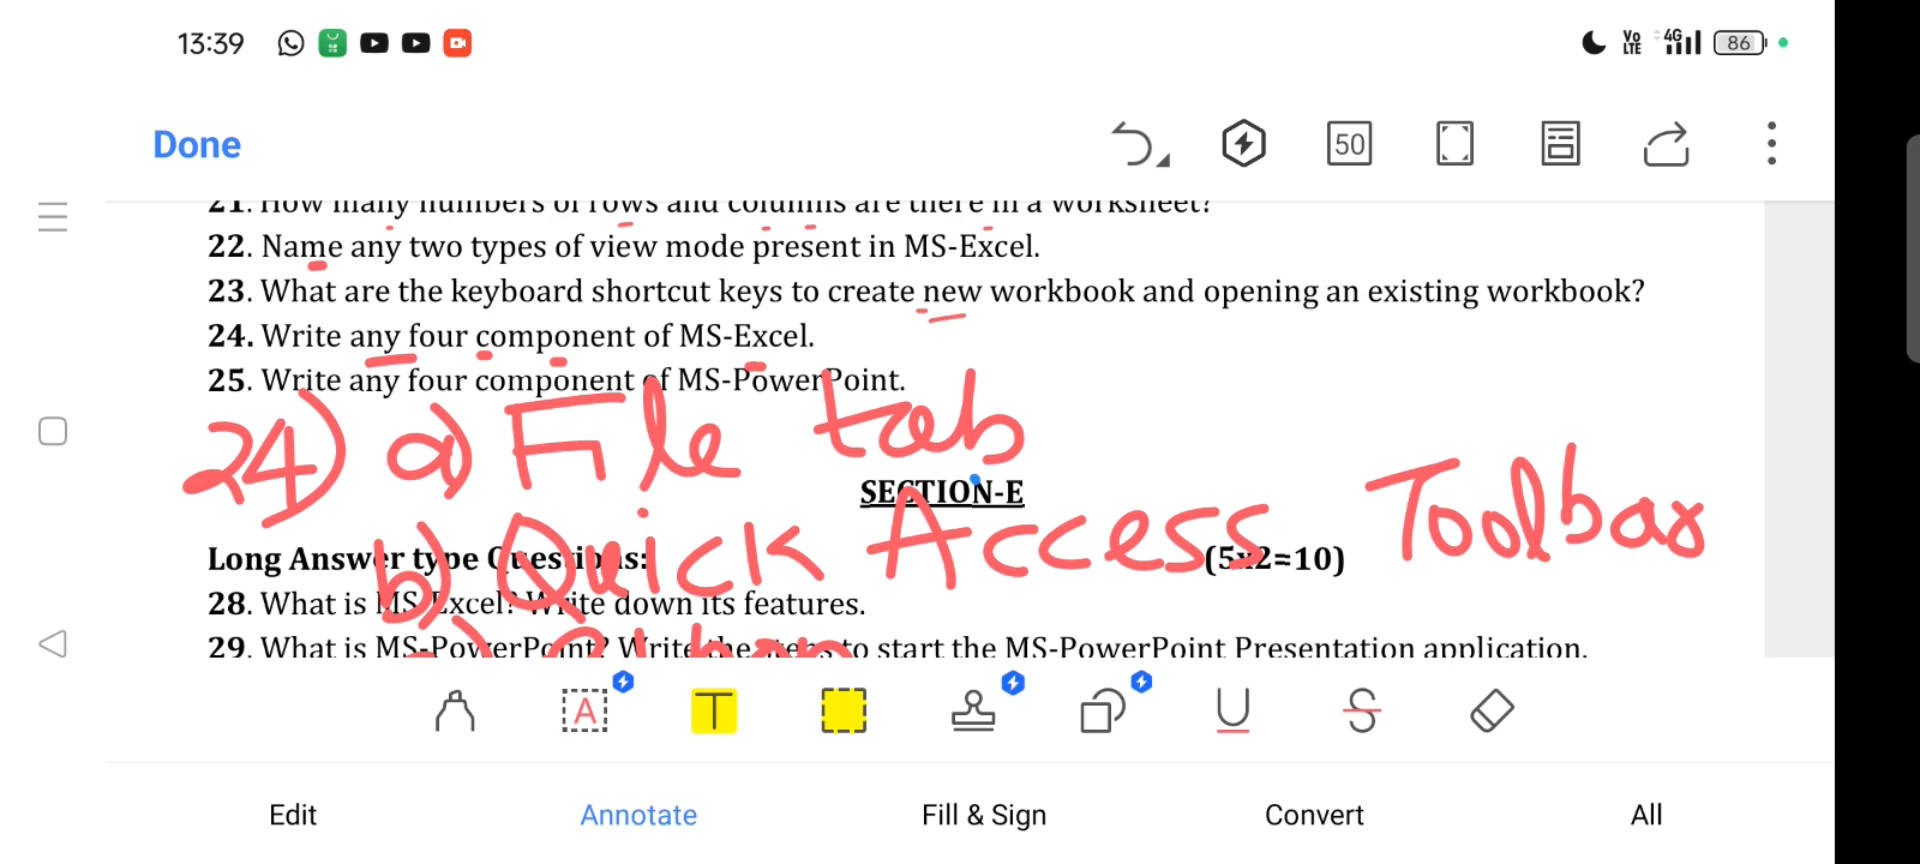 13:39 Vo LTE 4G 86
Done 50
21. How many numbers of rows and columns are there in a worksheet?
22. Name any two types of view mode present in MS-Excel.
23. What are the keyboard shortcut keys to create new workbook and opening an existing workbook?
24. Write any four component of MS-Excel.
25. Write any four component of MS-PowerPoint.
24) a) File tab
SECTION-E
b) Quick Access Toolbar
Long Answer type Questions: (5x2=10)
28. What is MS-Excel? Write down its features.
29. What is MS-PowerPoint? Write the steps to start the MS-PowerPoint Presentation application.
A T U S
Edit Annotate Fill & Sign Convert All